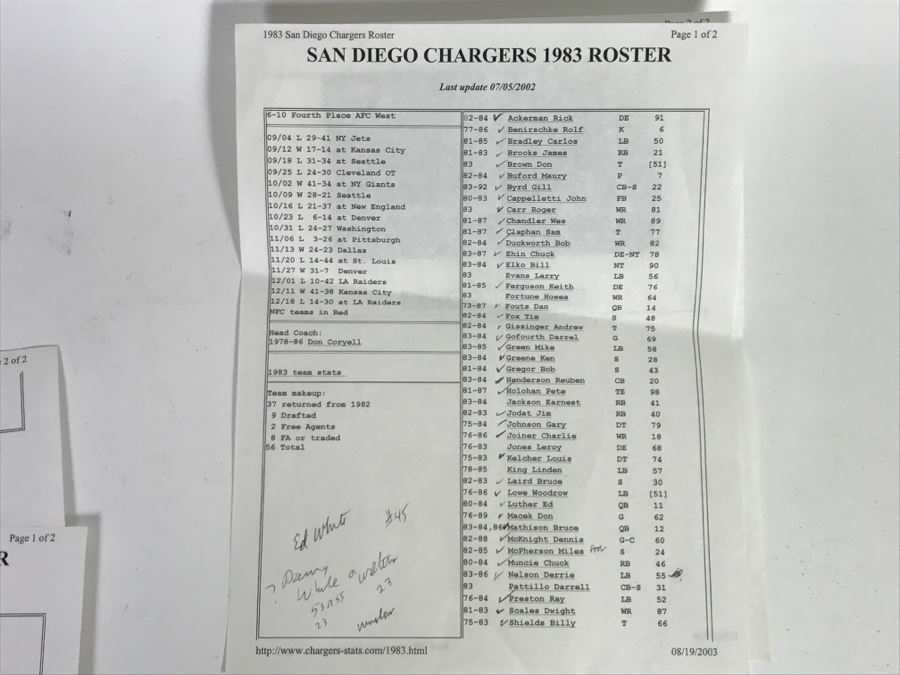 Page 2 of 2
1983 San Diego Chargers Roster
Page 1 of 2
SAN DIEGO CHARGERS 1983 ROSTER
Last update 07/05/2002
6-10 Fourth Place AFC West
09/04 L 29-41 NY Jets
09/12 W 17-14 at Kansas City
09/18 L 31-34 at Seattle
09/25 L 24-30 Cleveland OT
10/02 W 41-34 at NY Giants
10/09 W 28-21 Seattle
10/16 L 21-37 at New England
10/23 L 6-14 at Denver
10/31 L 24-27 Washington
11/06 L 3-26 at Pittsburgh
11/13 W 24-23 Dallas
11/20 L 14-44 at St. Louis
11/27 W 31-7 Denver
12/01 L 10-42 LA Raiders
12/11 W 41-38 Kansas City
12/18 L 14-30 at LA Raiders
NFC teams in Red
Head Coach:
1978-86 Don Coryell
1983 team stats
Team makeup:
37 returned from 1982
9 Drafted
2 Free Agents
8 FA or traded
56 Total
Ed White $45
? Danny
White or
53 or 55 23
23 Winslow
82-84 ✓ Ackerman Rick DE 91
77-86 ✓ Benirschke Rolf K 6
81-85 ✓ Bradley Carlos LB 50
81-83 ✓ Brooks James RB 21
83 ✓ Brown Don T [51]
82-84 ✓ Buford Maury P 7
83-92 ✓ Byrd Gill CB-S 22
80-83 ✓ Cappelletti John FB 25
83 ✓ Carr Roger WR 81
81-87 ✓ Chandler Wes WR 89
81-87 ✓ Claphan Sam T 77
82-84 ✓ Duckworth Bob WR 82
83-87 ✓ Ehin Chuck DE-NT 78
83-84 ✓ Elko Bill NT 90
83 Evans Larry LB 56
81-85 ✓ Ferguson Keith DE 76
83 Fortune Hosea WR 64
73-87 ✓ Fouts Dan QB 14
82-84 ✓ Fox Tim S 48
82-84 ✓ Gissinger Andrew T 75
83-84 ✓ Gofourth Darrel G 69
83-85 ✓ Green Mike LB 58
83-84 ✓ Greene Ken S 28
81-84 ✓ Gregor Bob S 43
83-84 ✓ Henderson Reuben CB 20
81-87 ✓ Holohan Pete TE 98
83-84 Jackson Earnest RB 41
82-83 ✓ Jodat Jim RB 40
75-84 ✓ Johnson Gary DT 79
76-86 ✓ Joiner Charlie WR 18
76-83 Jones Leroy DE 68
75-83 ✓ Kelcher Louis DT 74
78-85 King Linden LB 57
82-83 ✓ Laird Bruce S 30
76-86 ✓ Lowe Woodrow LB [51]
80-84 ✓ Luther Ed QB 11
76-89 ✓ Macek Don G 62
83-84,86 ✓ Mathison Bruce QB 12
82-88 ✓ McKnight Dennis G-C 60
82-85 ✓ McPherson Miles S 24
80-84 ✓ Muncie Chuck RB 46
83-86 ✓ Nelson Derrie LB 55
83 Pattillo Darrell CB-S 31
76-84 ✓ Preston Ray LB 52
81-83 ✓ Scales Dwight WR 87
75-83 ✓ Shields Billy T 66
http://www.chargers-stats.com/1983.html
08/19/2003
2 of 2
Page 1 of 2
R